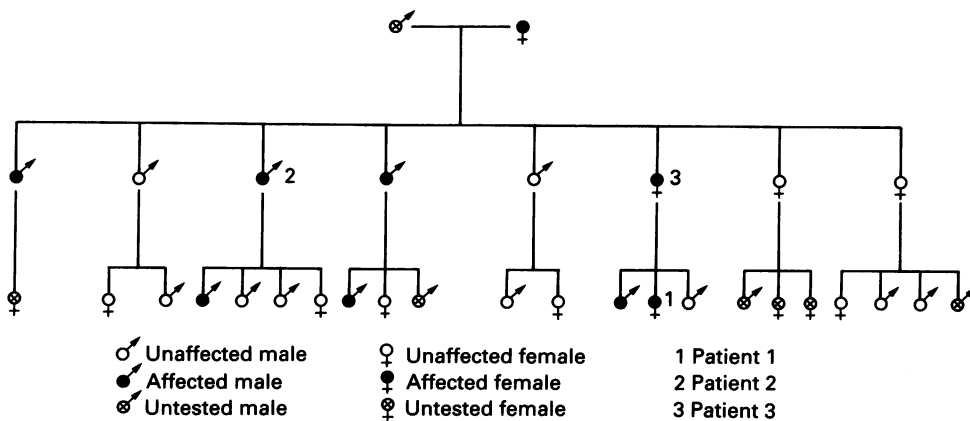 2
3
1
Unaffected male Unaffected female 1 Patient 1
Affected male Affected female 2 Patient 2
Untested male Untested female 3 Patient 3